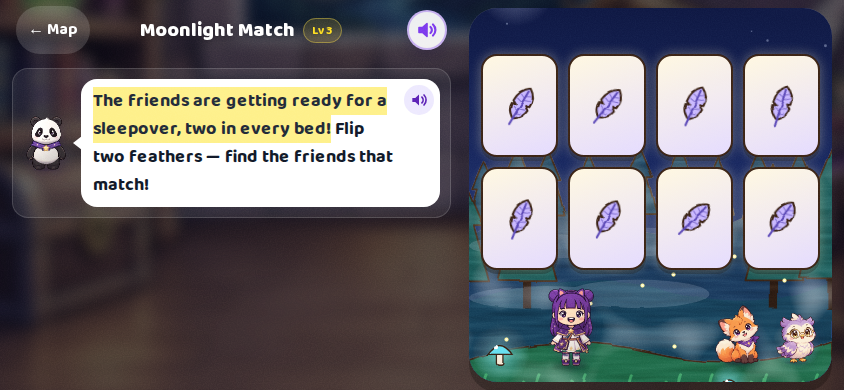 ← Map
Moonlight Match
Lv 3
The friends are getting ready for a
sleepover, two in every bed! Flip
two feathers — find the friends that
match!